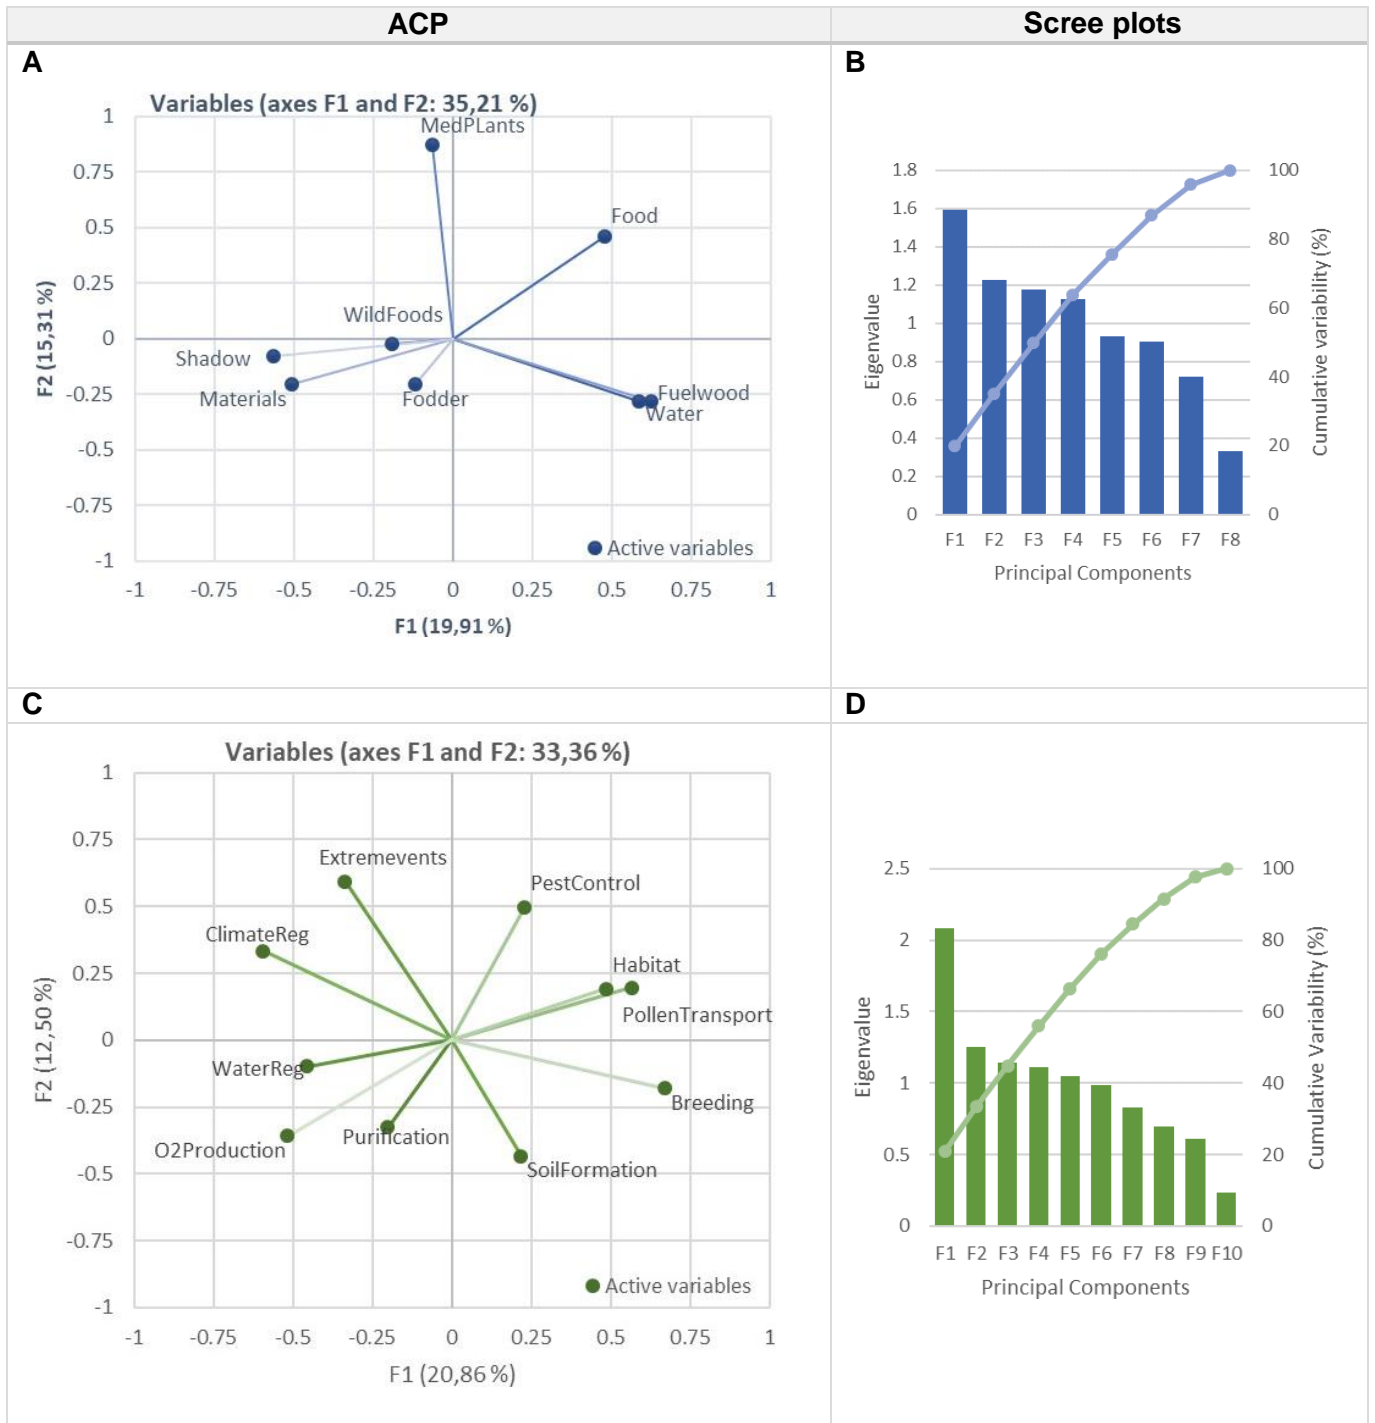 ACP
Scree plots
A
B
Variables (axes F1 and F2: 35,21 %)
1
0.75
0.5
0.25
0
-0.25
-0.5
-0.75
-1
F2 (15,31 %)
MedPLants
Food
WildFoods
Shadow
Materials
Fodder
Fuelwood
Water
Active variables
-1 -0.75 -0.5 -0.25 0 0.25 0.5 0.75 1
F1 (19,91 %)
1.8
1.6
1.4
1.2
1
0.8
0.6
0.4
0.2
0
Eigenvalue
100
80
60
40
20
0
Cumulative variability (%)
F1 F2 F3 F4 F5 F6 F7 F8
Principal Components
C
D
Variables (axes F1 and F2: 33,36 %)
1
0.75
0.5
0.25
0
-0.25
-0.5
-0.75
-1
F2 (12,50 %)
Extremevents
PestControl
ClimateReg
Habitat
PollenTransport
WaterReg
Breeding
Purification
O2Production
SoilFormation
Active variables
-1 -0.75 -0.5 -0.25 0 0.25 0.5 0.75 1
F1 (20,86 %)
2.5
2
1.5
1
0.5
0
Eigenvalue
100
80
60
40
20
0
Cumulative Variability (%)
F1 F2 F3 F4 F5 F6 F7 F8 F9 F10
Principal Components